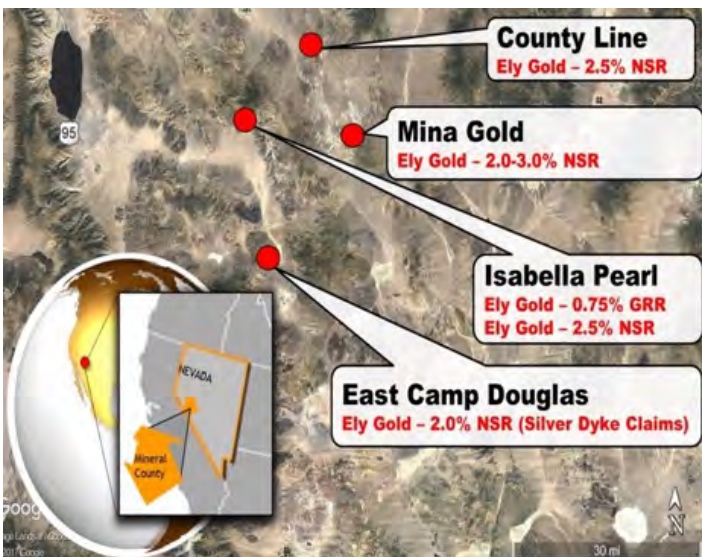 County Line
Ely Gold – 2.5% NSR
95
Mina Gold
Ely Gold – 2.0-3.0% NSR
Isabella Pearl
Ely Gold – 0.75% GRR
Ely Gold – 2.5% NSR
East Camp Douglas
Ely Gold – 2.0% NSR (Silver Dyke Claims)
NEVADA
Mineral
County
Goog
N
30 mi